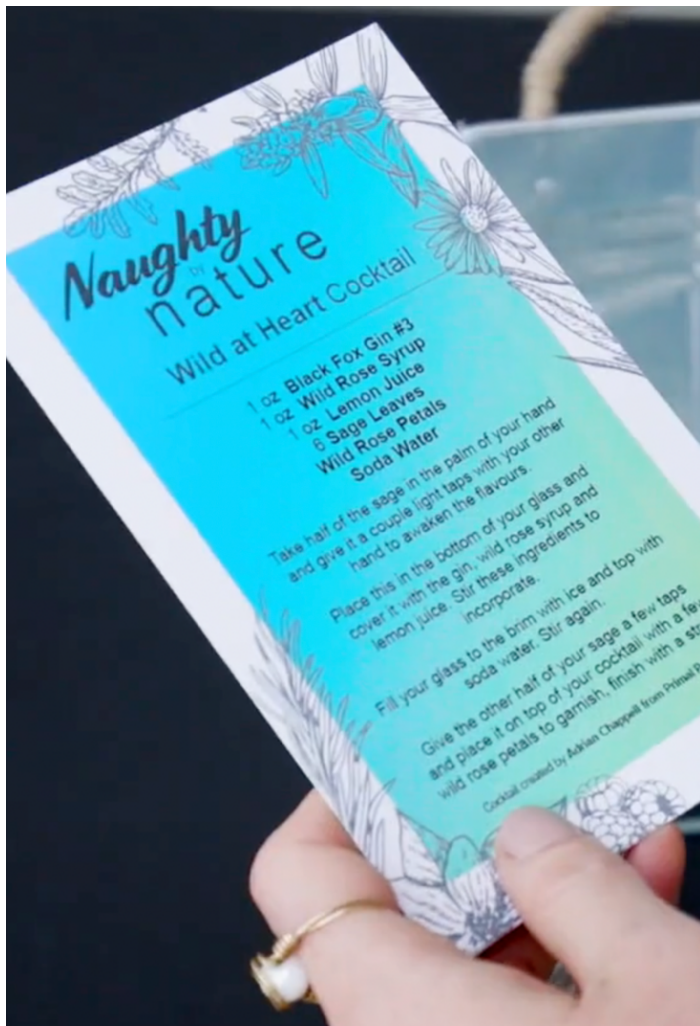 Naughty
by
nature
Wild at Heart Cocktail
1 oz Black Fox Gin #3
1 oz Wild Rose Syrup
1 oz Lemon Juice
6 Sage Leaves
Wild Rose Petals
Soda Water
Take half of the sage in the palm of your hand
and give it a couple light taps with your other
hand to awaken the flavours.
Place this in the bottom of your glass and
cover it with the gin, wild rose syrup and
lemon juice. Stir these ingredients to
incorporate.
Fill your glass to the brim with ice and top with
soda water. Stir again.
Give the other half of your sage a few taps
and place it on top of your cocktail with a few
wild rose petals to garnish, finish with a
Cocktail created by Adrian Chappell from Primal